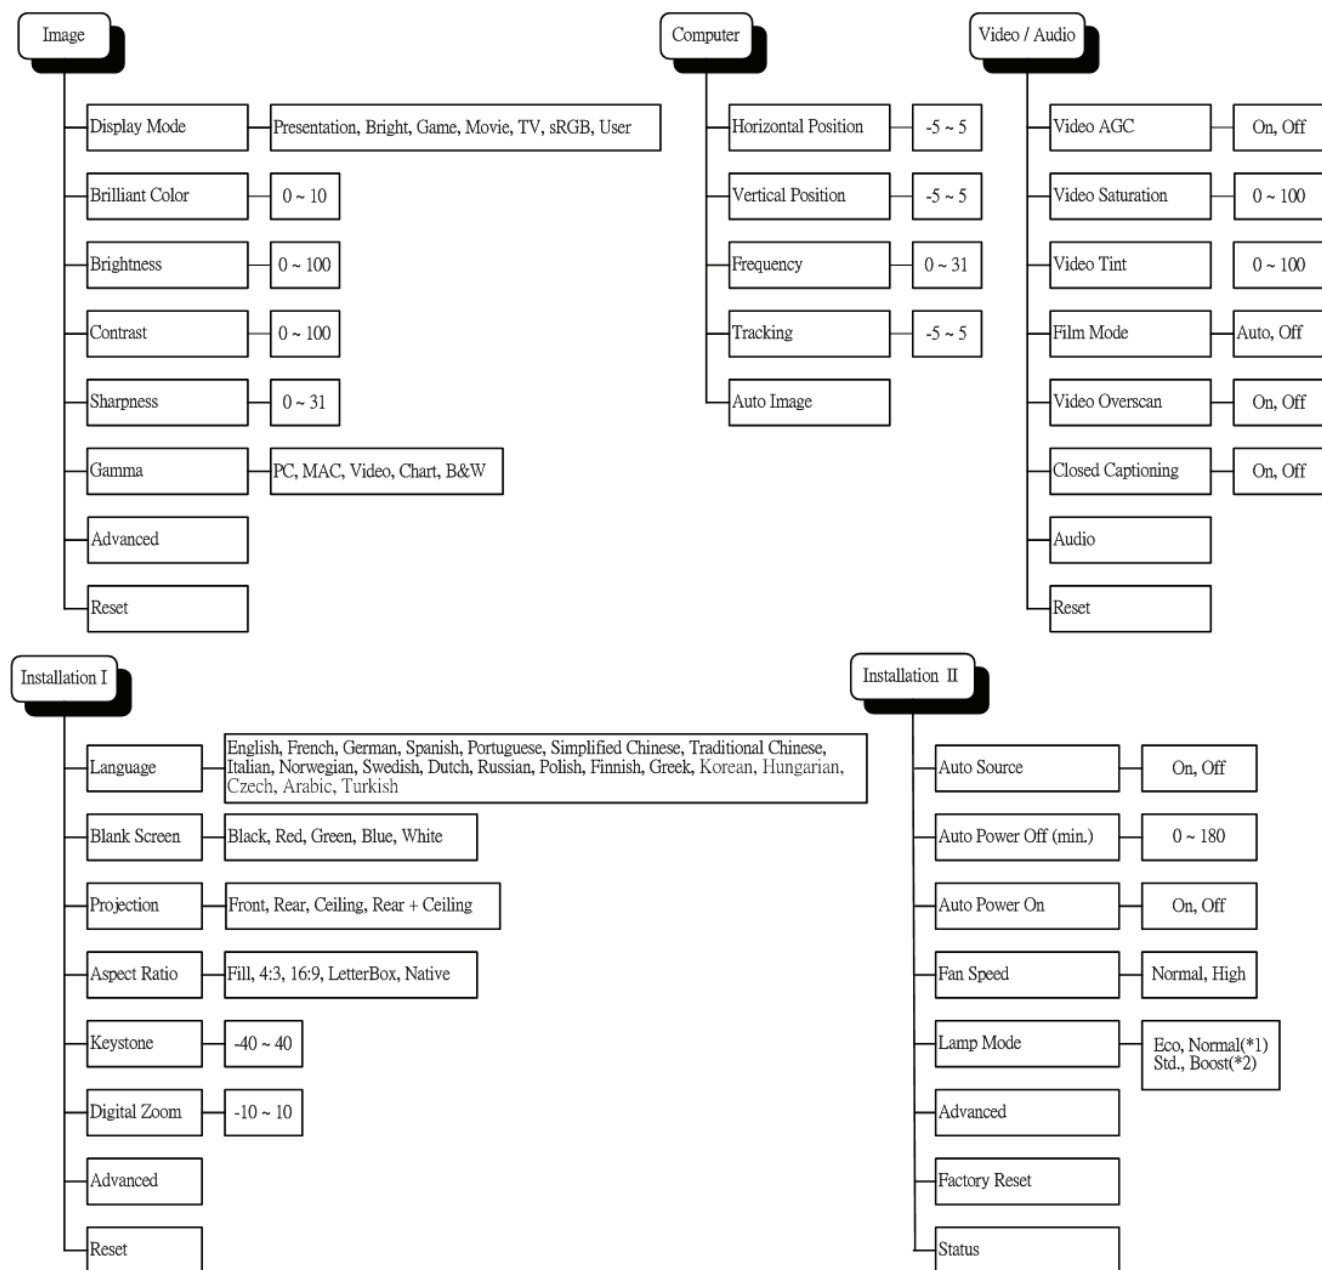 Image
Display Mode
Presentation, Bright, Game, Movie, TV, sRGB, User
Brilliant Color
0 ~ 10
Brightness
0 ~ 100
Contrast
0 ~ 100
Sharpness
0 ~ 31
Gamma
PC, MAC, Video, Chart, B&W
Advanced
Reset
Computer
Horizontal Position
-5 ~ 5
Vertical Position
-5 ~ 5
Frequency
0 ~ 31
Tracking
-5 ~ 5
Auto Image
Video / Audio
Video AGC
On, Off
Video Saturation
0 ~ 100
Video Tint
0 ~ 100
Film Mode
Auto, Off
Video Overscan
On, Off
Closed Captioning
On, Off
Audio
Reset
Installation I
Language
English, French, German, Spanish, Portuguese, Simplified Chinese, Traditional Chinese,
Italian, Norwegian, Swedish, Dutch, Russian, Polish, Finnish, Greek, Korean, Hungarian,
Czech, Arabic, Turkish
Blank Screen
Black, Red, Green, Blue, White
Projection
Front, Rear, Ceiling, Rear + Ceiling
Aspect Ratio
Fill, 4:3, 16:9, LetterBox, Native
Keystone
-40 ~ 40
Digital Zoom
-10 ~ 10
Advanced
Reset
Installation II
Auto Source
On, Off
Auto Power Off (min.)
0 ~ 180
Auto Power On
On, Off
Fan Speed
Normal, High
Lamp Mode
Eco, Normal(*1)
Std., Boost(*2)
Advanced
Factory Reset
Status